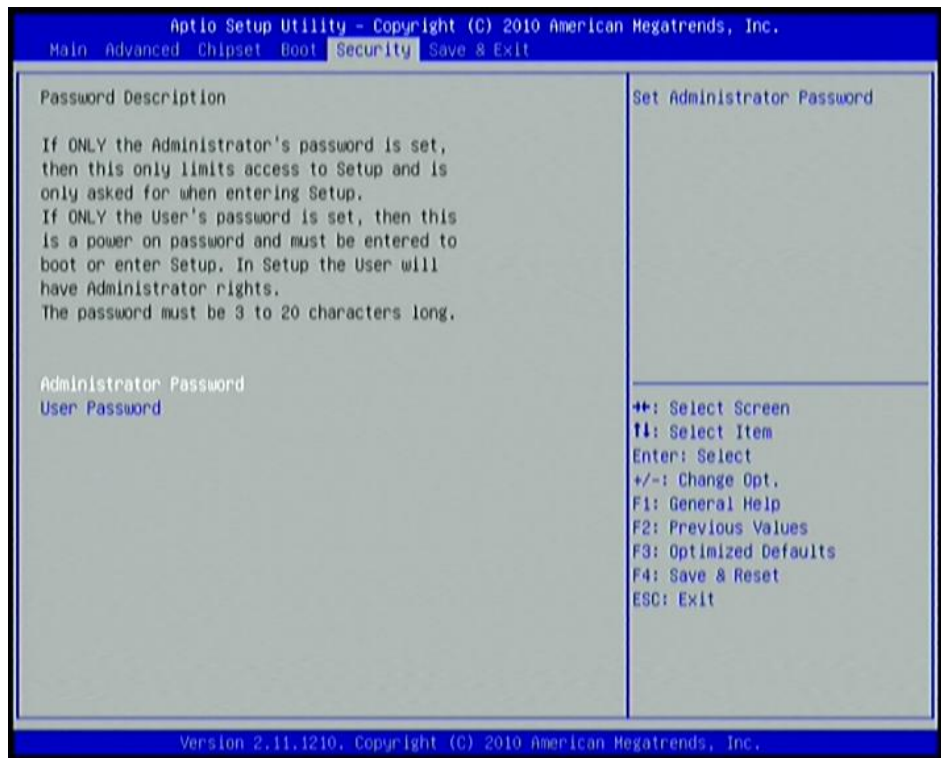 Aptio Setup Utility – Copyright (C) 2010 American Megatrends, Inc.
Main Advanced Chipset Boot Security Save & Exit
Password Description
If ONLY the Administrator's password is set,
then this only limits access to Setup and is
only asked for when entering Setup.
If ONLY the User's password is set, then this
is a power on password and must be entered to
boot or enter Setup. In Setup the User will
have Administrator rights.
The password must be 3 to 20 characters long.
Administrator Password
User Password
Set Administrator Password
→←: Select Screen
↑↓: Select Item
Enter: Select
+/-: Change Opt.
F1: General Help
F2: Previous Values
F3: Optimized Defaults
F4: Save & Reset
ESC: Exit
Version 2.11.1210. Copyright (C) 2010 American Megatrends, Inc.